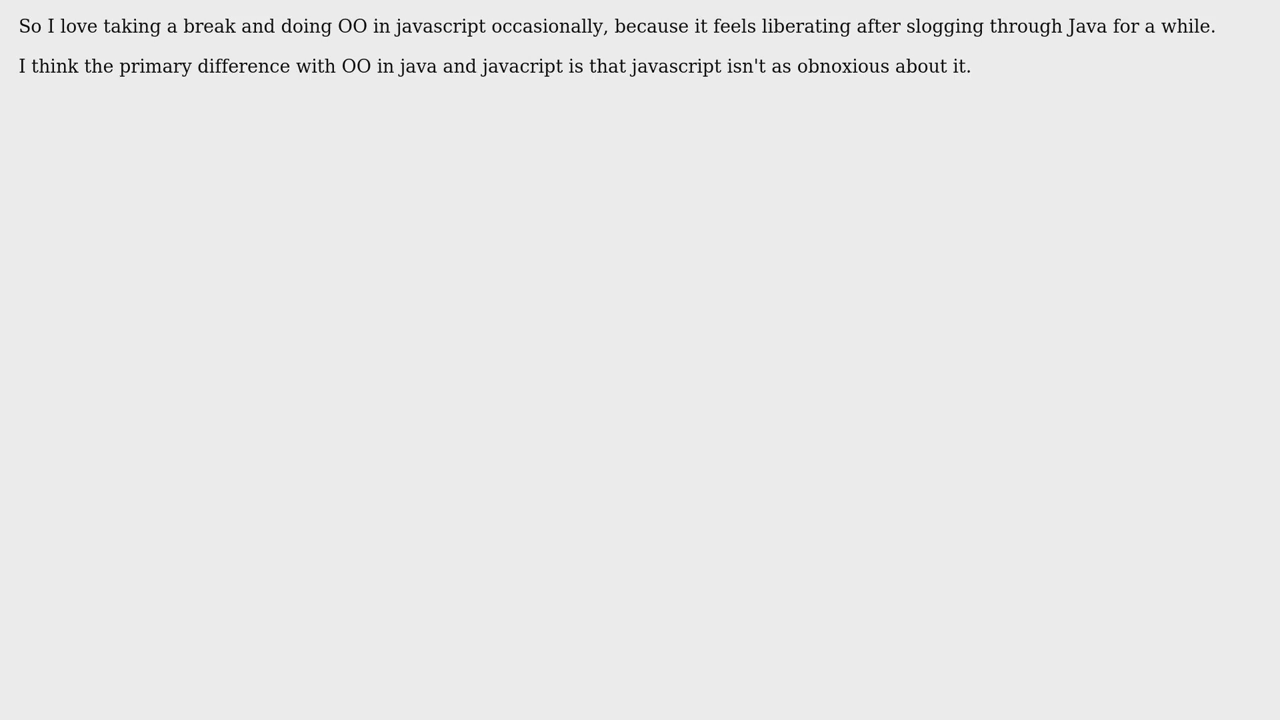 So I love taking a break and doing OO in javascript occasionally, because it feels liberating after slogging through Java for a while.
I think the primary difference with OO in java and javacript is that javascript isn't as obnoxious about it.